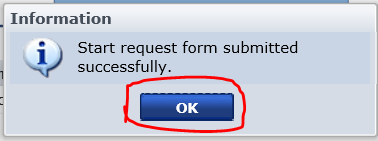 Information
Start request form submitted
successfully.
OK